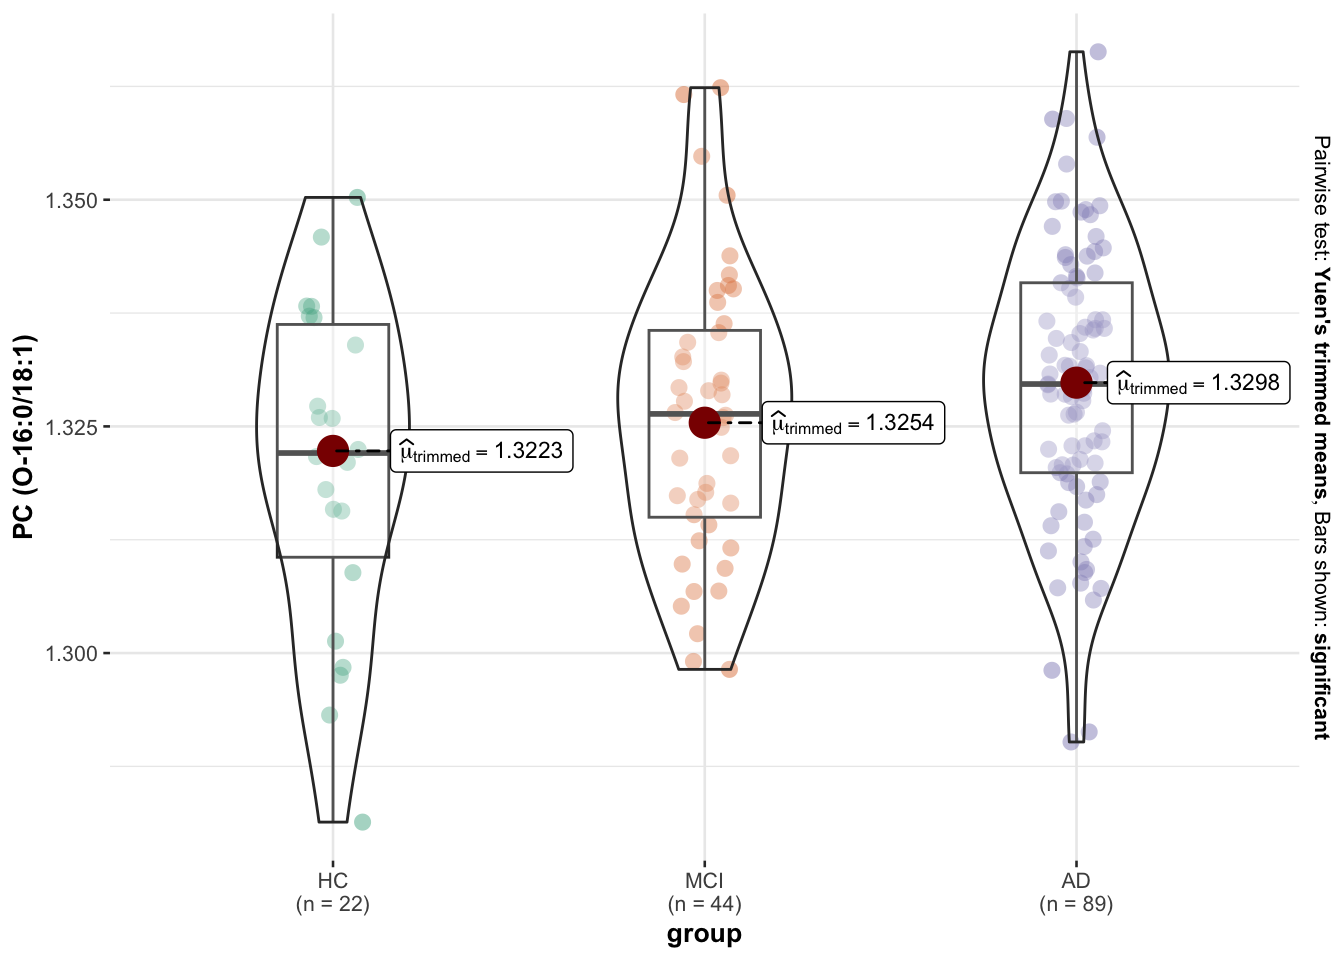 PC (O-16:0/18:1)
1.350
1.325
1.300
μ̂trimmed = 1.3223
μ̂trimmed = 1.3254
μ̂trimmed = 1.3298
HC
(n = 22)
MCI
(n = 44)
AD
(n = 89)
group
Pairwise test: Yuen's trimmed means, Bars shown: significant